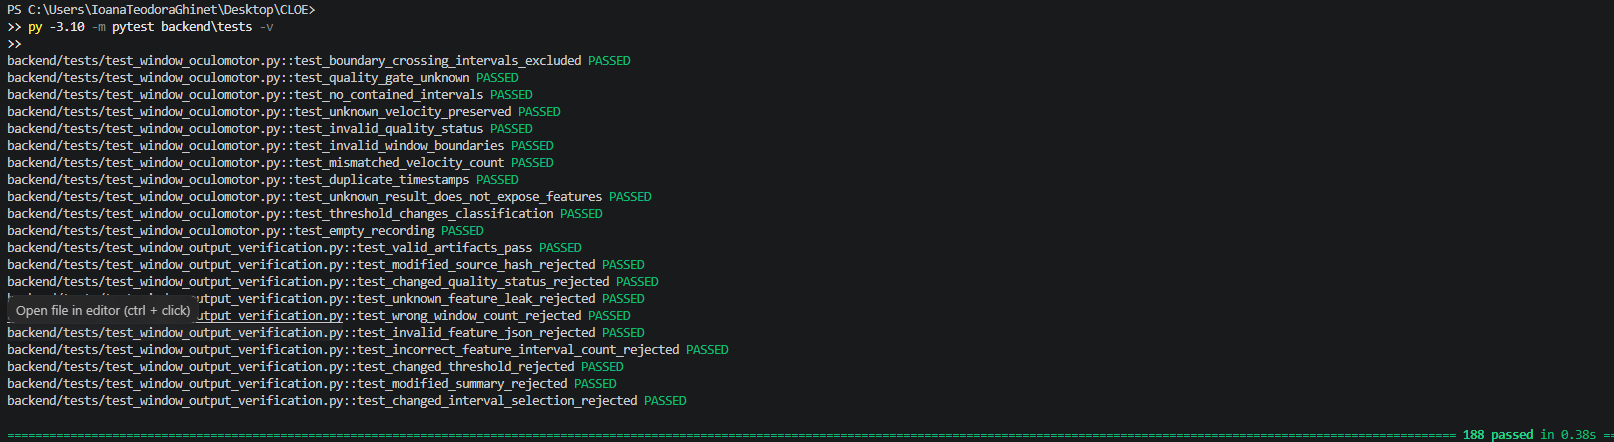 PS C:\Users\IoanaTeodoraGhinet\Desktop\CLOE>
>> py -3.10 -m pytest backend\tests -v
>>
backend/tests/test_window_oculomotor.py::test_boundary_crossing_intervals_excluded PASSED
backend/tests/test_window_oculomotor.py::test_quality_gate_unknown PASSED
backend/tests/test_window_oculomotor.py::test_no_contained_intervals PASSED
backend/tests/test_window_oculomotor.py::test_unknown_velocity_preserved PASSED
backend/tests/test_window_oculomotor.py::test_invalid_quality_status PASSED
backend/tests/test_window_oculomotor.py::test_invalid_window_boundaries PASSED
backend/tests/test_window_oculomotor.py::test_mismatched_velocity_count PASSED
backend/tests/test_window_oculomotor.py::test_duplicate_timestamps PASSED
backend/tests/test_window_oculomotor.py::test_unknown_result_does_not_expose_features PASSED
backend/tests/test_window_oculomotor.py::test_threshold_changes_classification PASSED
backend/tests/test_window_oculomotor.py::test_empty_recording PASSED
backend/tests/test_window_output_verification.py::test_valid_artifacts_pass PASSED
backend/tests/test_window_output_verification.py::test_modified_source_hash_rejected PASSED
backend/tests/test_window_output_verification.py::test_changed_quality_status_rejected PASSED
output_verification.py::test_unknown_feature_leak_rejected PASSED
Open file in editor (ctrl + click)
output_verification.py::test_wrong_window_count_rejected PASSED
backend/tests/test_window_output_verification.py::test_invalid_feature_json_rejected PASSED
backend/tests/test_window_output_verification.py::test_incorrect_feature_interval_count_rejected PASSED
backend/tests/test_window_output_verification.py::test_changed_threshold_rejected PASSED
backend/tests/test_window_output_verification.py::test_modified_summary_rejected PASSED
backend/tests/test_window_output_verification.py::test_changed_interval_selection_rejected PASSED
188 passed in 0.38s